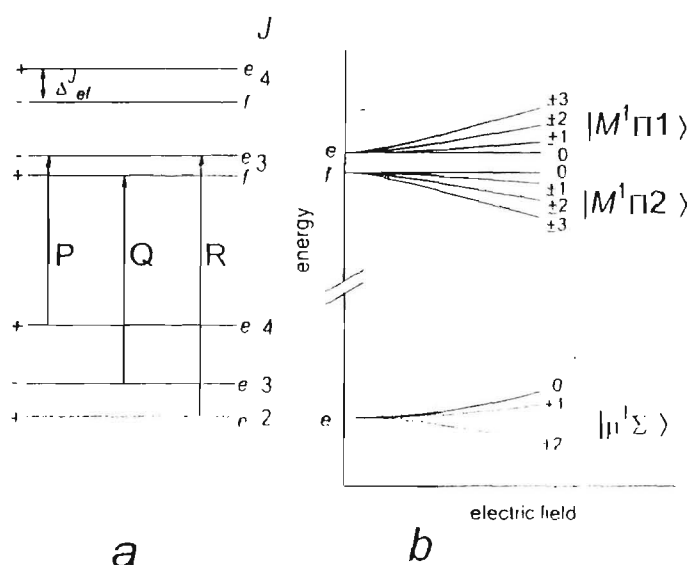 J
+ e 4
Δ J ef
- f
- e 3
+ f
P Q R
+ e 4
- e 3
+ e 2
a
energy
e
f
±3
±2
±1
0
|M¹Π1⟩
0
±1
±2
±3
|M¹Π2⟩
e
0
±1
±2
|μ¹Σ⟩
electric field
b